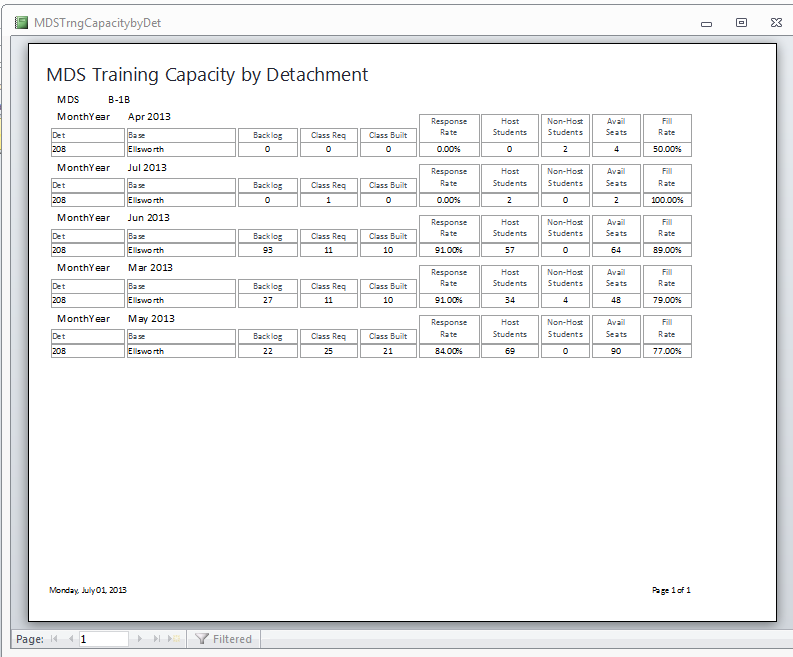 MDSTrngCapacitybyDet
MDS Training Capacity by Detachment
MDS B-1B
MonthYear Apr 2013
Det Base Backlog Class Req Class Built Response Rate Host Students Non-Host Students Avail Seats Fill Rate
208 Ellsworth 0 0 0 0.00% 0 2 4 50.00%
MonthYear Jul 2013
Det Base Backlog Class Req Class Built Response Rate Host Students Non-Host Students Avail Seats Fill Rate
208 Ellsworth 0 1 0 0.00% 2 0 2 100.00%
MonthYear Jun 2013
Det Base Backlog Class Req Class Built Response Rate Host Students Non-Host Students Avail Seats Fill Rate
208 Ellsworth 93 11 10 91.00% 57 0 64 89.00%
MonthYear Mar 2013
Det Base Backlog Class Req Class Built Response Rate Host Students Non-Host Students Avail Seats Fill Rate
208 Ellsworth 27 11 10 91.00% 34 4 48 79.00%
MonthYear May 2013
Det Base Backlog Class Req Class Built Response Rate Host Students Non-Host Students Avail Seats Fill Rate
208 Ellsworth 22 25 21 84.00% 69 0 90 77.00%
Monday, July 01, 2013 Page 1 of 1
Page: 1 Filtered